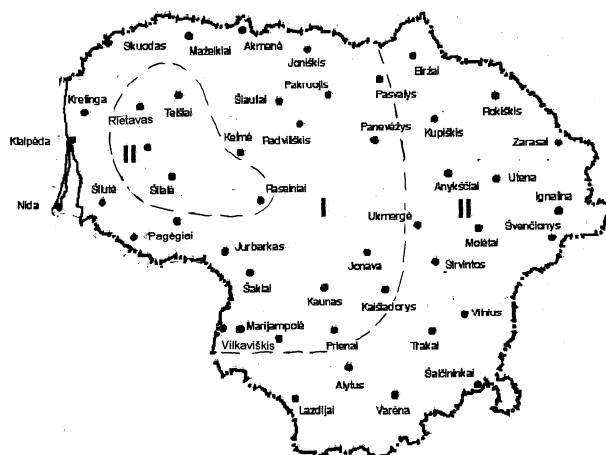 Skuodas
Mažeikiai
Akmenė
Joniškis
Biržai
Pakruojis
Pasvalys
Kretinga
Rietavas
Telšiai
Šiauliai
Rokiškis
Radviliškis
Panevėžys
Kupiškis
Klaipėda
Kelmė
Zarasai
II
Anykščiai
Utena
Šilutė
Šilalė
Raseiniai
I
II
Ignalina
Nida
Pagėgiai
Ukmergė
Molėtai
Švenčionys
Jurbarkas
Jonava
Širvintos
Šakiai
Kaunas
Kaišiadorys
Vilnius
Marijampolė
Vilkaviškis
Prienai
Trakai
Alytus
Šalčininkai
Lazdijai
Varėna